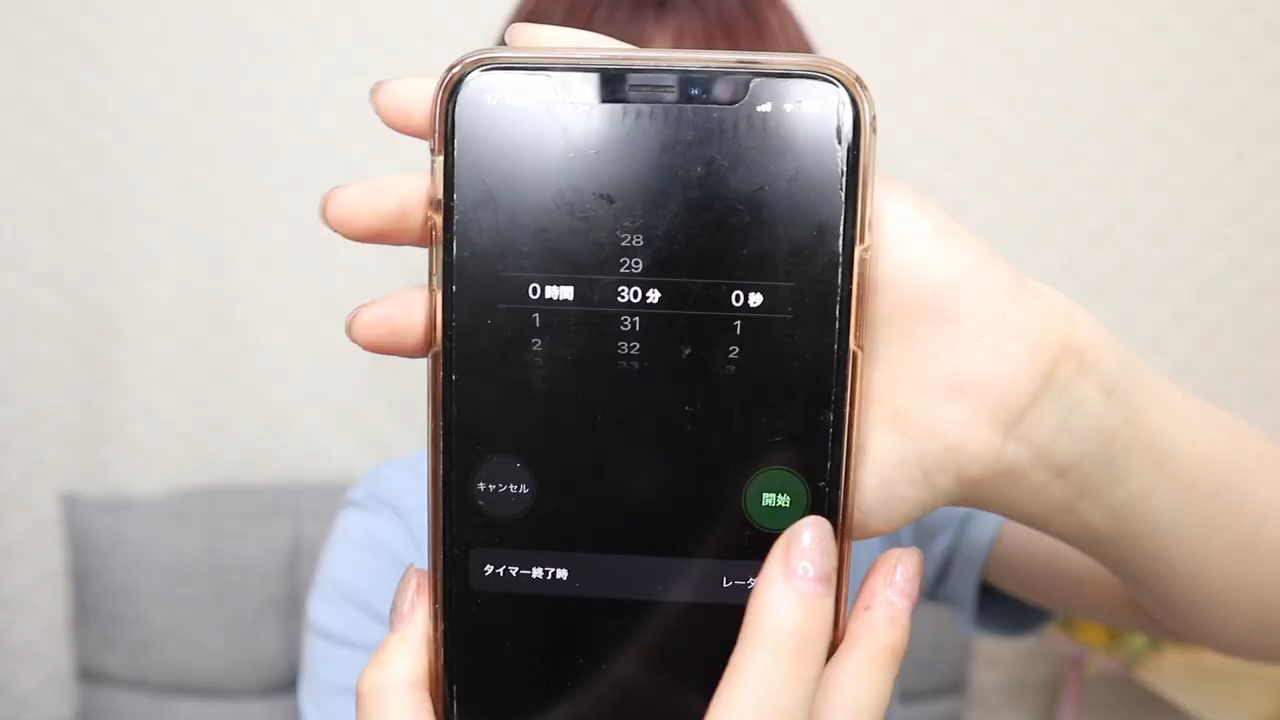 28
29
0 時間 30 分 0 秒
1 31 1
2 32 2
キャンセル 開始
タイマー終了時 レーダ